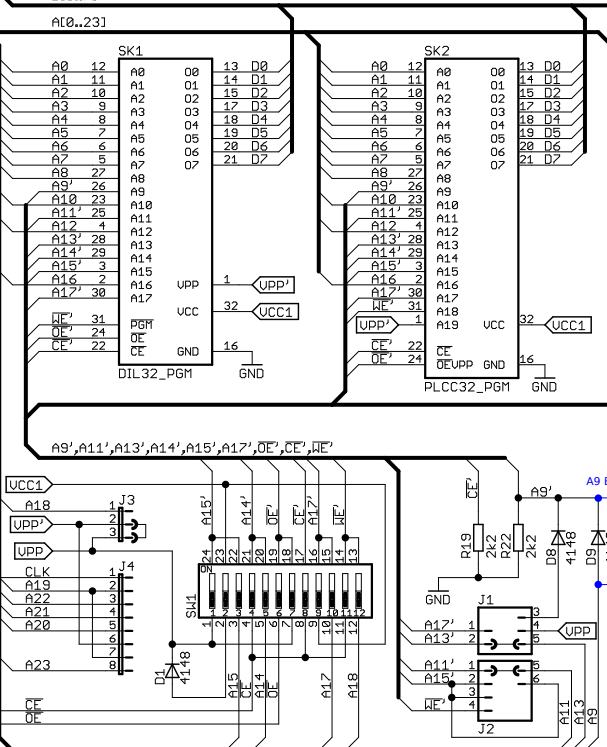 A[0..23]
SK1
SK2
A0 12 A0 O0 13 D0
A1 11 A1 O1 14 D1
A2 10 A2 O2 15 D2
A3 9 A3 O3 17 D3
A4 8 A4 O4 18 D4
A5 7 A5 O5 19 D5
A6 6 A6 O6 20 D6
A7 5 A7 O7 21 D7
A8 27 A8
A9' 26 A9
A10 23 A10
A11' 25 A11
A12 4 A12
A13' 28 A13
A14' 29 A14
A15' 3 A15
A16 2 A16 VPP 1 VPP'
A17' 30 A17
VCC 32 VCC1
WE' 31 PGM
OE' 24 OE
CE' 22 CE GND 16
GND
DIL32_PGM
A0 12 A0 O0 13 D0
A1 11 A1 O1 14 D1
A2 10 A2 O2 15 D2
A3 9 A3 O3 17 D3
A4 8 A4 O4 18 D4
A5 7 A5 O5 19 D5
A6 6 A6 O6 20 D6
A7 5 A7 O7 21 D7
A8 27 A8
A9' 26 A9
A10 23 A10
A11' 25 A11
A12 4 A12
A13' 28 A13
A14' 29 A14
A15' 3 A15
A16 2 A16
A17' 30 A17
WE' 31 A18
VPP' 1 A19 VCC 32 VCC1
CE' 22 CE
OE' 24 OEVPP GND 16
GND
PLCC32_PGM
A9',A11',A13',A14',A15',A17',OE',CE',WE'
VCC1
A18
VPP'
VPP
J3
1
2
3
CLK
A19
A22
A21
A20
A23
J4
1
2
3
4
5
6
7
8
A15'
A14'
OE'
CE'
A17'
WE'
24 23 22 21 20 19 18 17 16 15 14 13
ON
SW1
1 2 3 4 5 6 7 8 9 10 11 12
D1
4148
A15
CE
A14
OE
A17
A18
CE
OE
CE'
R19
2k2
R22
2k2
A9'
A9
D8
4148
D9
GND
J1
A17' 1
A13' 2
3
4 VPP
5
A11' 1
A15' 2
3
WE' 4
5
6
J2
A11
A13
A9